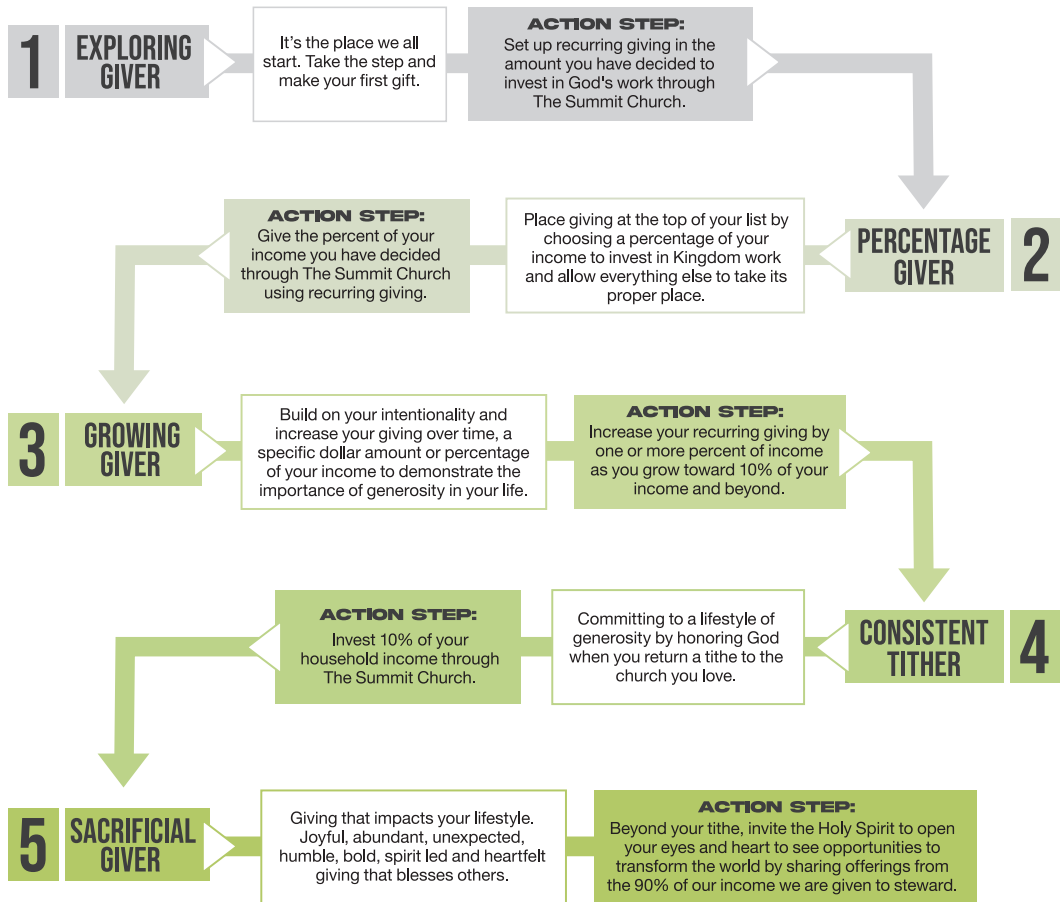 1
EXPLORING
GIVER
It's the place we all
start. Take the step and
make your first gift.
ACTION STEP:
Set up recurring giving in the
amount you have decided to
invest in God's work through
The Summit Church.
PERCENTAGE
GIVER
2
Place giving at the top of your list by
choosing a percentage of your
income to invest in Kingdom work
and allow everything else to take its
proper place.
ACTION STEP:
Give the percent of your
income you have decided
through The Summit Church
using recurring giving.
3
GROWING
GIVER
Build on your intentionality and
increase your giving over time, a
specific dollar amount or percentage
of your income to demonstrate the
importance of generosity in your life.
ACTION STEP:
Increase your recurring giving by
one or more percent of income
as you grow toward 10% of your
income and beyond.
CONSISTENT
TITHER
4
Committing to a lifestyle of
generosity by honoring God
when you return a tithe to the
church you love.
ACTION STEP:
Invest 10% of your
household income through
The Summit Church.
5
SACRIFICIAL
GIVER
Giving that impacts your lifestyle.
Joyful, abundant, unexpected,
humble, bold, spirit led and heartfelt
giving that blesses others.
ACTION STEP:
Beyond your tithe, invite the Holy Spirit to open
your eyes and heart to see opportunities to
transform the world by sharing offerings from
the 90% of our income we are given to steward.